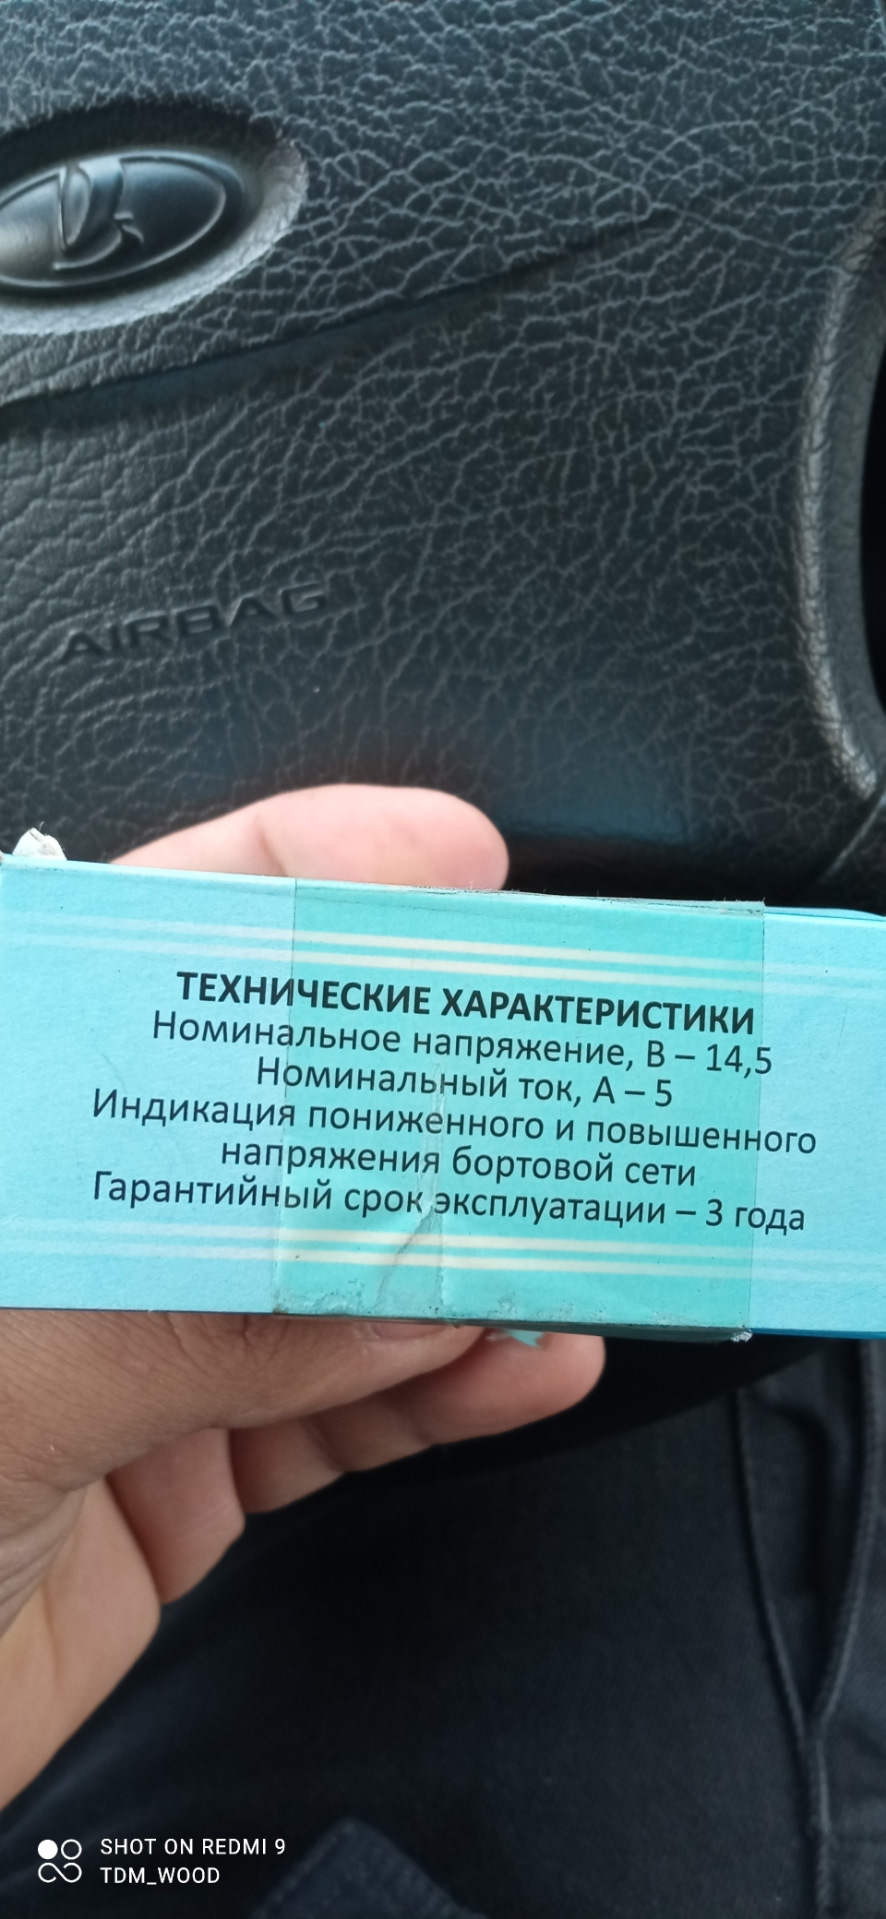 AIRBAG
ТЕХНИЧЕСКИЕ ХАРАКТЕРИСТИКИ
Номинальное напряжение, В – 14,5
Номинальный ток, А – 5
Индикация пониженного и повышенного
напряжения бортовой сети
Гарантийный срок эксплуатации – 3 года
SHOT ON REDMI 9
TDM_WOOD